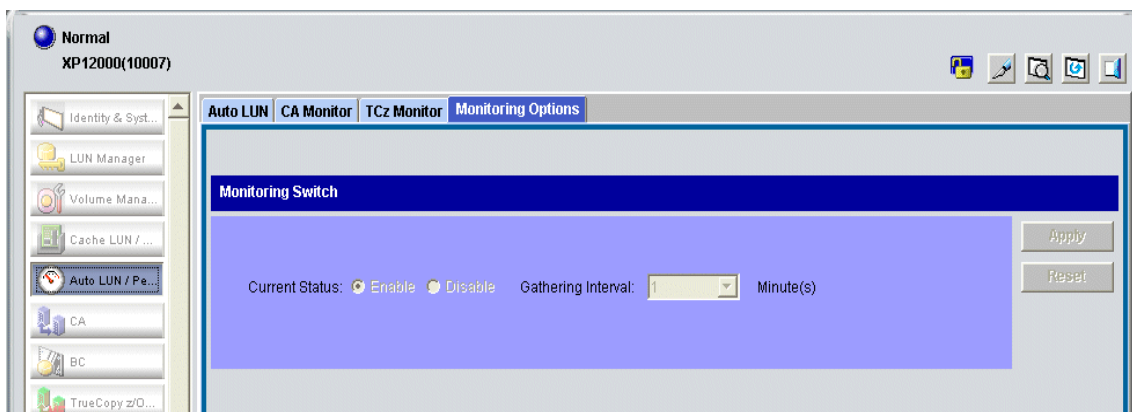 Normal
XP12000(10007)
Identity & Syst...
LUN Manager
Volume Mana...
Cache LUN / ...
Auto LUN / Pe...
CA
BC
TrueCopy z/O...
Auto LUN CA Monitor TCz Monitor Monitoring Options
Monitoring Switch
Current Status: Enable Disable Gathering Interval: 1 Minute(s)
Apply
Reset